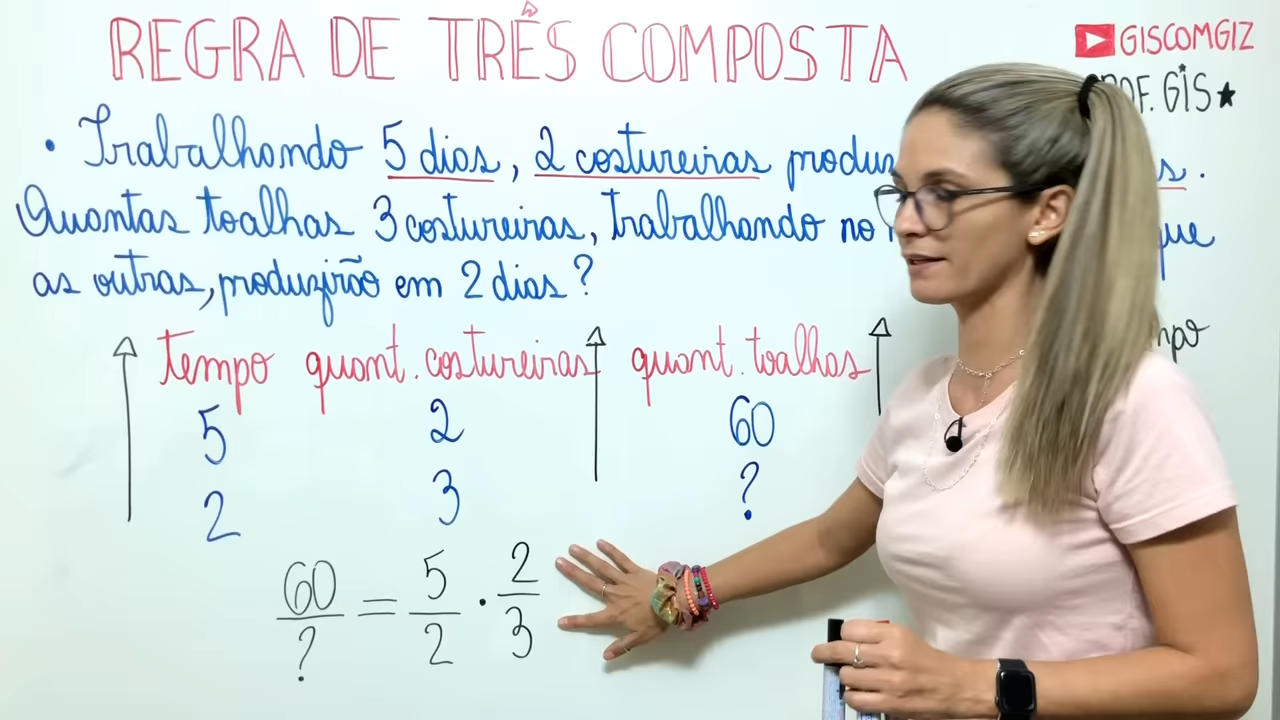 REGRA DE TRÊS COMPOSTA
GISCOMGIZ
GIS★
• Trabalhando 5 dias, 2 costureiras
Quantas toalhas 3 costureiras, trabalhando no
as outras, produzirão em 2 dias?
tempo quant. costureiras quant. toalhas
5 2 60
2 3 ?
60/? = 5/2 · 2/3